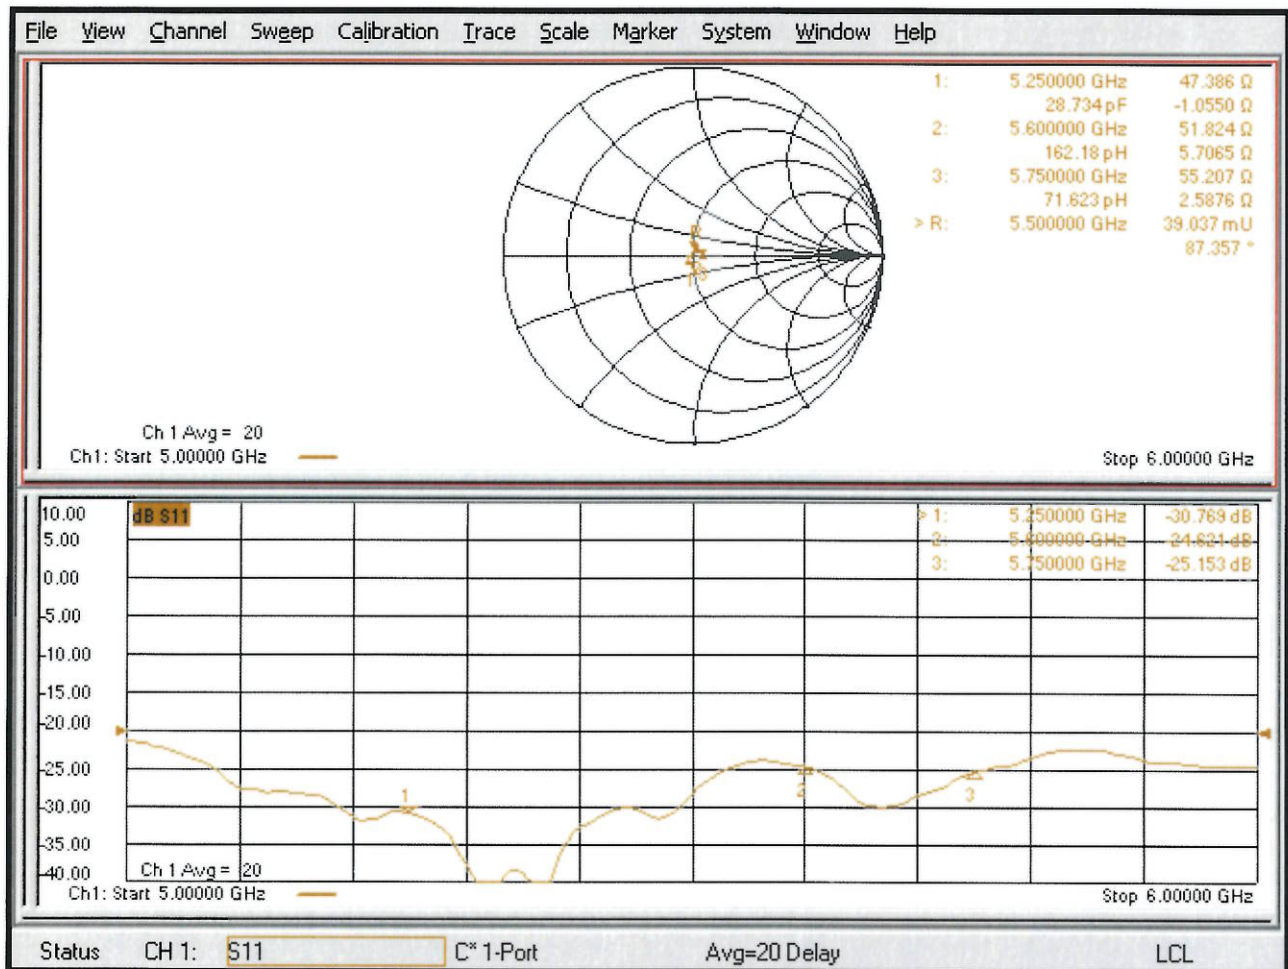 File View Channel Sweep Calibration Trace Scale Marker System Window Help
1: 5.250000 GHz 47.386 Ω
28.734 pF -1.0550 Ω
2: 5.600000 GHz 51.824 Ω
162.18 pH 5.7065 Ω
3: 5.750000 GHz 55.207 Ω
71.623 pH 2.5876 Ω
> R: 5.500000 GHz 39.037 mU
87.357 °
Ch 1 Avg = 20
Ch1: Start 5.00000 GHz Stop 6.00000 GHz
10.00 dB S11 > 1: 5.250000 GHz -30.769 dB
5.00 2: 5.600000 GHz -24.621 dB
0.00 3: 5.750000 GHz -25.153 dB
-5.00
-10.00
-15.00
-20.00
-25.00
2
-30.00 1 3
-35.00
-40.00 Ch 1 Avg = 20
Ch1: Start 5.00000 GHz Stop 6.00000 GHz
Status CH 1: S11 C* 1-Port Avg=20 Delay LCL